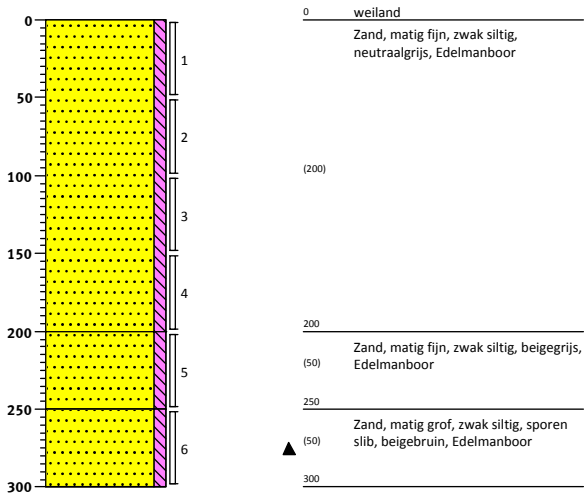 0
50
100
150
200
250
300
1
2
3
4
5
6
0 weiland
Zand, matig fijn, zwak siltig,
neutraalgrijs, Edelmanboor
(200)
200
Zand, matig fijn, zwak siltig, beigegrijs,
(50) Edelmanboor
250
Zand, matig grof, zwak siltig, sporen
(50) slib, beigebruin, Edelmanboor
300